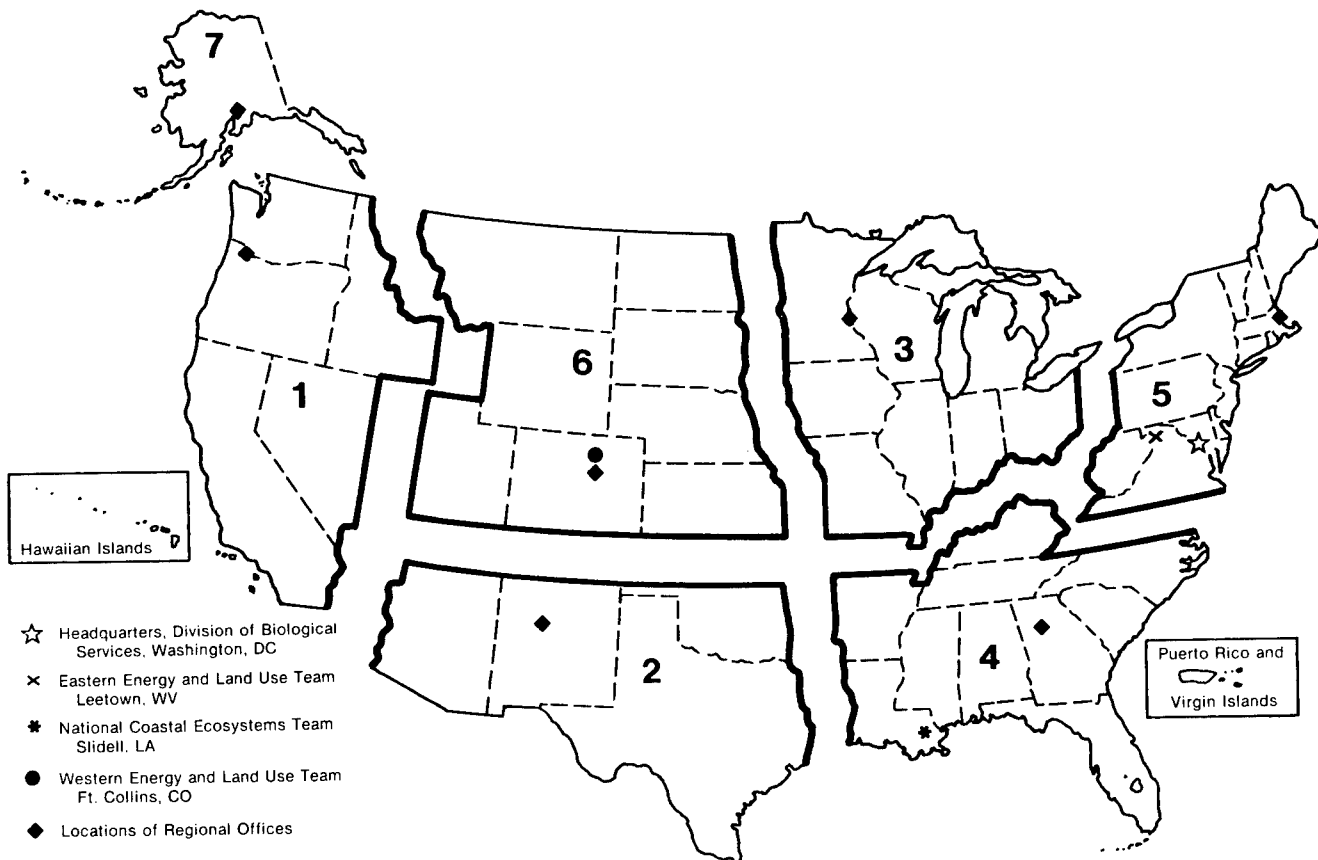 7
6
3
1
5
Hawaiian Islands
Headquarters, Division of Biological
Services, Washington, DC
Eastern Energy and Land Use Team
Leetown, WV
National Coastal Ecosystems Team
Slidell, LA
Western Energy and Land Use Team
Ft. Collins, CO
Locations of Regional Offices
2
4
Puerto Rico and
Virgin Islands